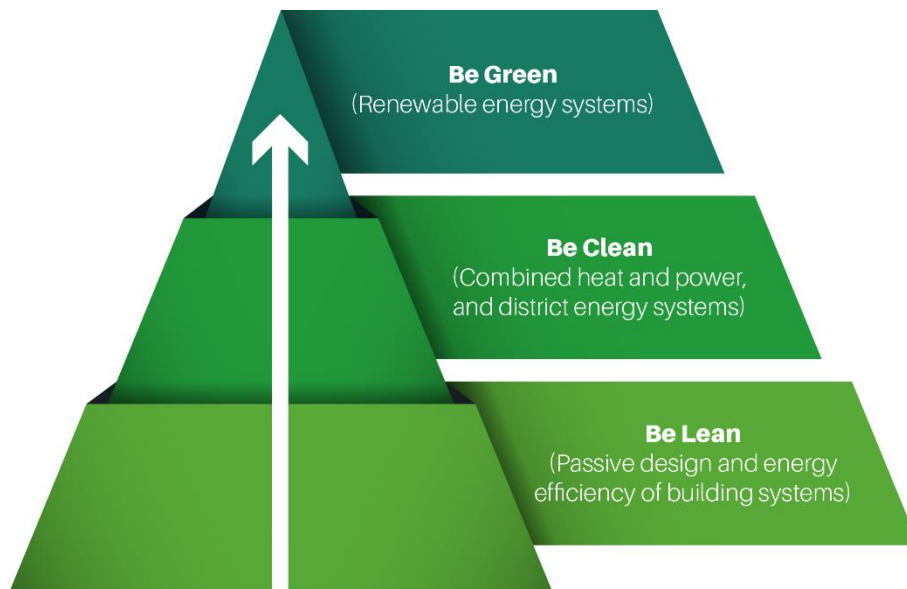 Be Green
(Renewable energy systems)
Be Clean
(Combined heat and power,
and district energy systems)
Be Lean
(Passive design and energy
efficiency of building systems)